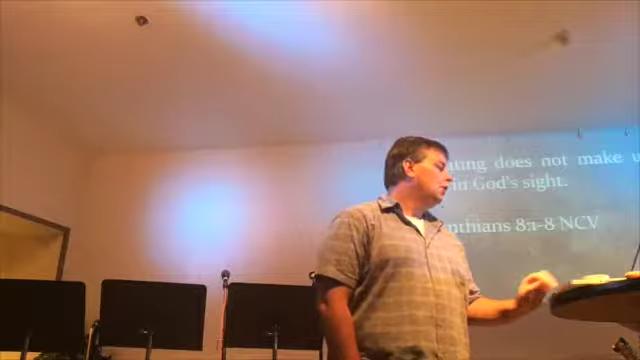 ating does not make u
in God's sight.
nthians 8:1-8 NCV